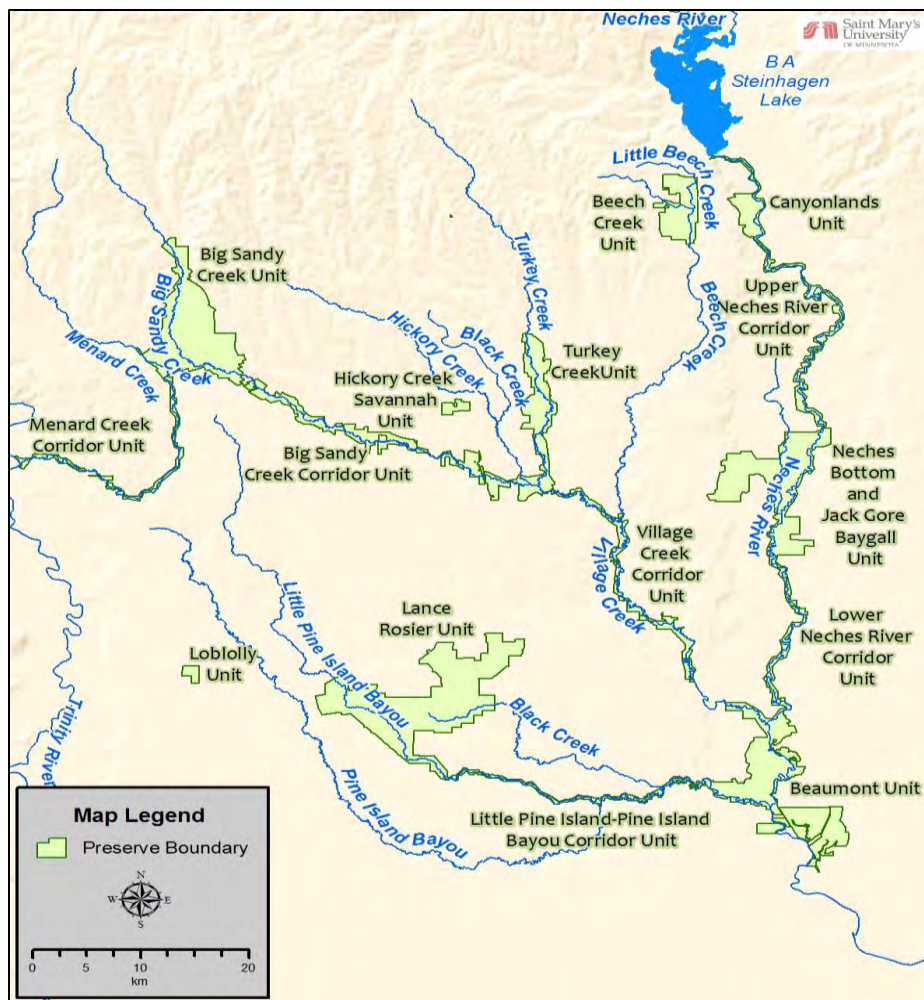 Neches River
Saint Mary's
University
OF MINNESOTA
B A
Steinhagen
Lake
Little Beech Creek
Beech
Creek
Unit
Canyonlands
Unit
Big Sandy
Creek Unit
Turkey Creek
Beech Creek
Upper
Neches River
Corridor
Unit
Big Sandy Creek
Hickory Creek
Black Creek
Menard Creek
Turkey
CreekUnit
Hickory Creek
Savannah
Unit
Menard Creek
Corridor Unit
Big Sandy
Creek Corridor Unit
Neches River
Neches
Bottom
and
Jack Gore
Baygall
Unit
Village
Creek
Corridor
Unit
Village Creek
Little Pine Island Bayou
Lance
Rosier Unit
Lower
Neches River
Corridor
Unit
Loblolly
Unit
Trinity River
Black Creek
Pine Island Bayou
Beaumont Unit
Little Pine Island-Pine Island
Bayou Corridor Unit
Map Legend
Preserve Boundary
N
W E
S
0 5 10 20
km